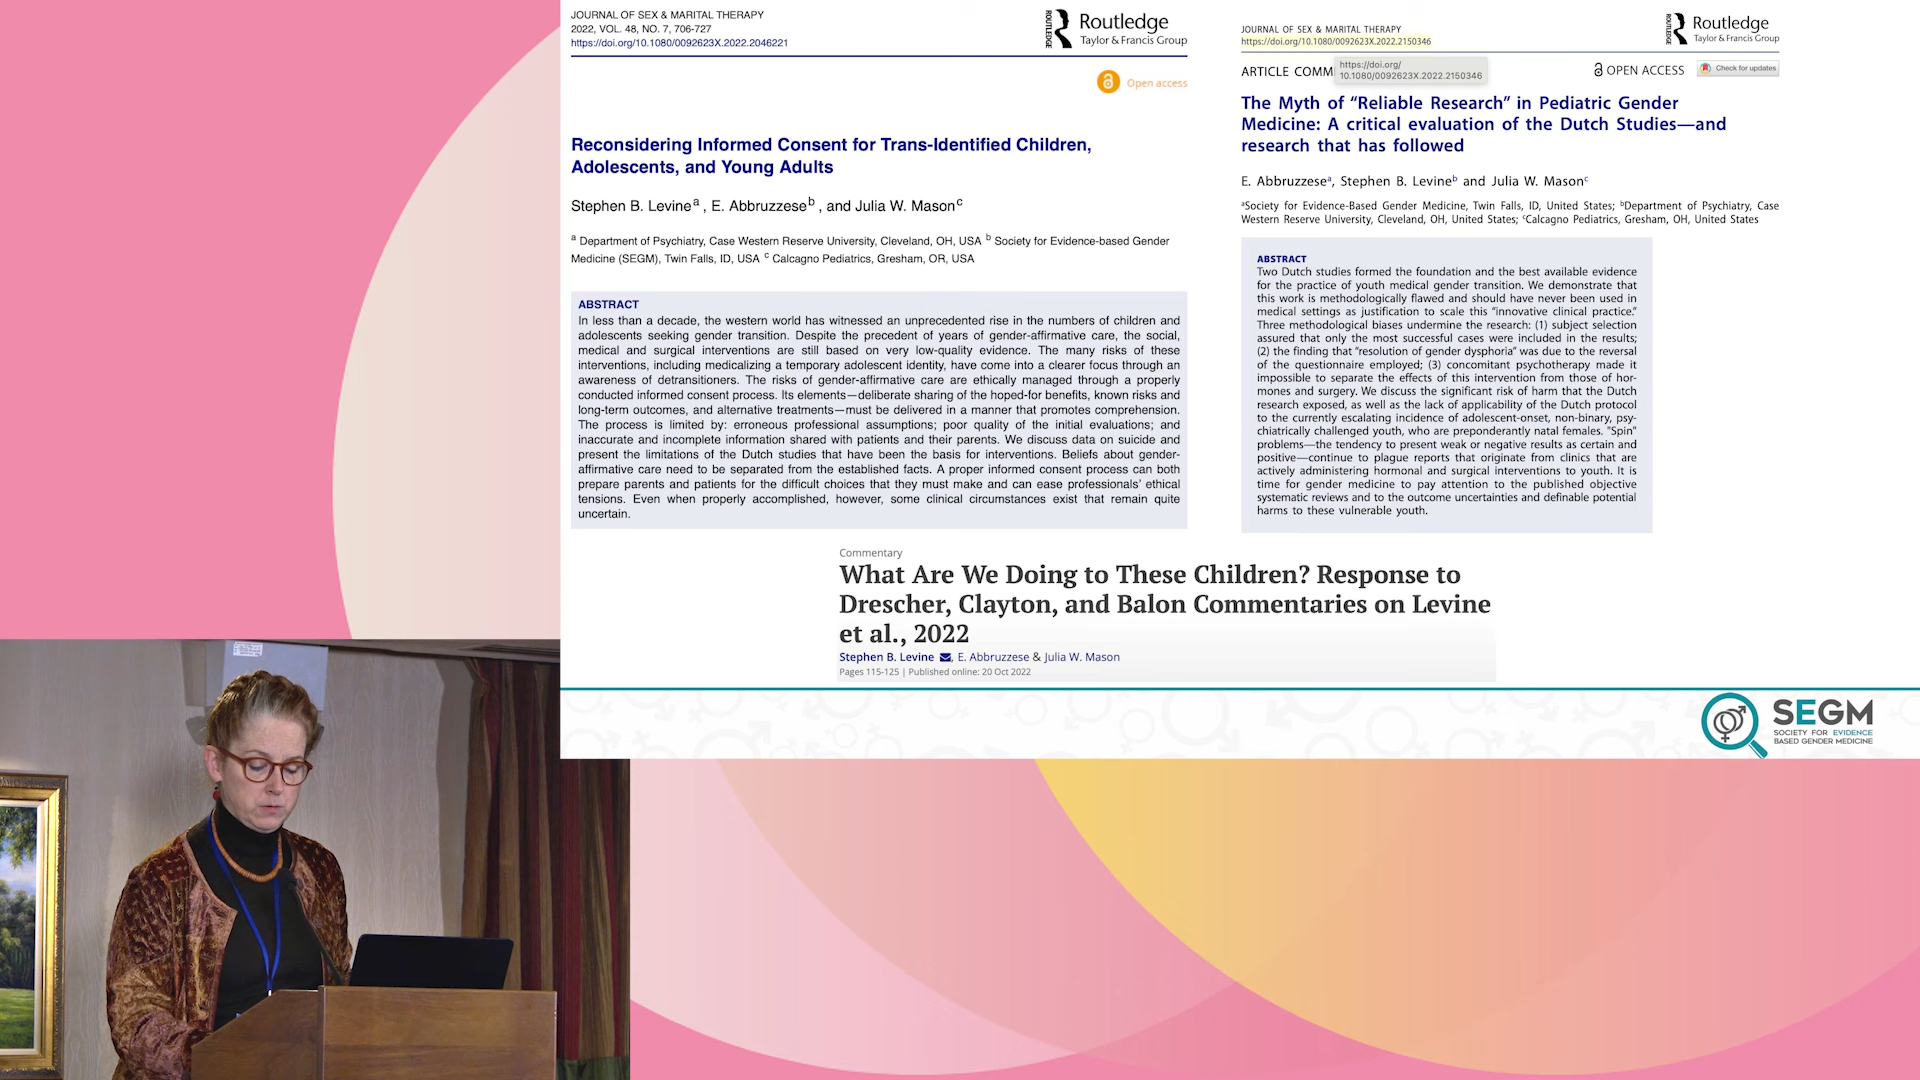 JOURNAL OF SEX & MARITAL THERAPY
2022, VOL. 48, NO. 7, 706-727
https://doi.org/10.1080/0092623X.2022.2046221
ROUTLEDGE
Routledge
Taylor & Francis Group
Open access
Reconsidering Informed Consent for Trans-Identified Children,
Adolescents, and Young Adults
Stephen B. Levine a , E. Abbruzzese b , and Julia W. Mason c
a Department of Psychiatry, Case Western Reserve University, Cleveland, OH, USA b Society for Evidence-based Gender
Medicine (SEGM), Twin Falls, ID, USA c Calcagno Pediatrics, Gresham, OR, USA
ABSTRACT
In less than a decade, the western world has witnessed an unprecedented rise in the numbers of children and
adolescents seeking gender transition. Despite the precedent of years of gender-affirmative care, the social,
medical and surgical interventions are still based on very low-quality evidence. The many risks of these
interventions, including medicalizing a temporary adolescent identity, have come into a clearer focus through an
awareness of detransitioners. The risks of gender-affirmative care are ethically managed through a properly
conducted informed consent process. Its elements—deliberate sharing of the hoped-for benefits, known risks and
long-term outcomes, and alternative treatments—must be delivered in a manner that promotes comprehension.
The process is limited by: erroneous professional assumptions; poor quality of the initial evaluations; and
inaccurate and incomplete information shared with patients and their parents. We discuss data on suicide and
present the limitations of the Dutch studies that have been the basis for interventions. Beliefs about gender-
affirmative care need to be separated from the established facts. A proper informed consent process can both
prepare parents and patients for the difficult choices that they must make and can ease professionals' ethical
tensions. Even when properly accomplished, however, some clinical circumstances exist that remain quite
uncertain.
JOURNAL OF SEX & MARITAL THERAPY
https://doi.org/10.1080/0092623X.2022.2150346
ROUTLEDGE
Routledge
Taylor & Francis Group
ARTICLE COMM
https://doi.org/
10.1080/0092623X.2022.2150346
OPEN ACCESS
Check for updates
The Myth of “Reliable Research” in Pediatric Gender
Medicine: A critical evaluation of the Dutch Studies—and
research that has followed
E. Abbruzzesea, Stephen B. Levineb and Julia W. Masonc
aSociety for Evidence-Based Gender Medicine, Twin Falls, ID, United States; bDepartment of Psychiatry, Case
Western Reserve University, Cleveland, OH, United States; cCalcagno Pediatrics, Gresham, OH, United States
ABSTRACT
Two Dutch studies formed the foundation and the best available evidence
for the practice of youth medical gender transition. We demonstrate that
this work is methodologically flawed and should have never been used in
medical settings as justification to scale this “innovative clinical practice.”
Three methodological biases undermine the research: (1) subject selection
assured that only the most successful cases were included in the results;
(2) the finding that “resolution of gender dysphoria” was due to the reversal
of the questionnaire employed; (3) concomitant psychotherapy made it
impossible to separate the effects of this intervention from those of hor-
mones and surgery. We discuss the significant risk of harm that the Dutch
research exposed, as well as the lack of applicability of the Dutch protocol
to the currently escalating incidence of adolescent-onset, non-binary, psy-
chiatrically challenged youth, who are preponderantly natal females. "Spin"
problems—the tendency to present weak or negative results as certain and
positive—continue to plague reports that originate from clinics that are
actively administering hormonal and surgical interventions to youth. It is
time for gender medicine to pay attention to the published objective
systematic reviews and to the outcome uncertainties and definable potential
harms to these vulnerable youth.
Commentary
What Are We Doing to These Children? Response to
Drescher, Clayton, and Balon Commentaries on Levine
et al., 2022
Stephen B. Levine , E. Abbruzzese & Julia W. Mason
Pages 115-125 | Published online: 20 Oct 2022
SEGM
SOCIETY FOR EVIDENCE
BASED GENDER MEDICINE